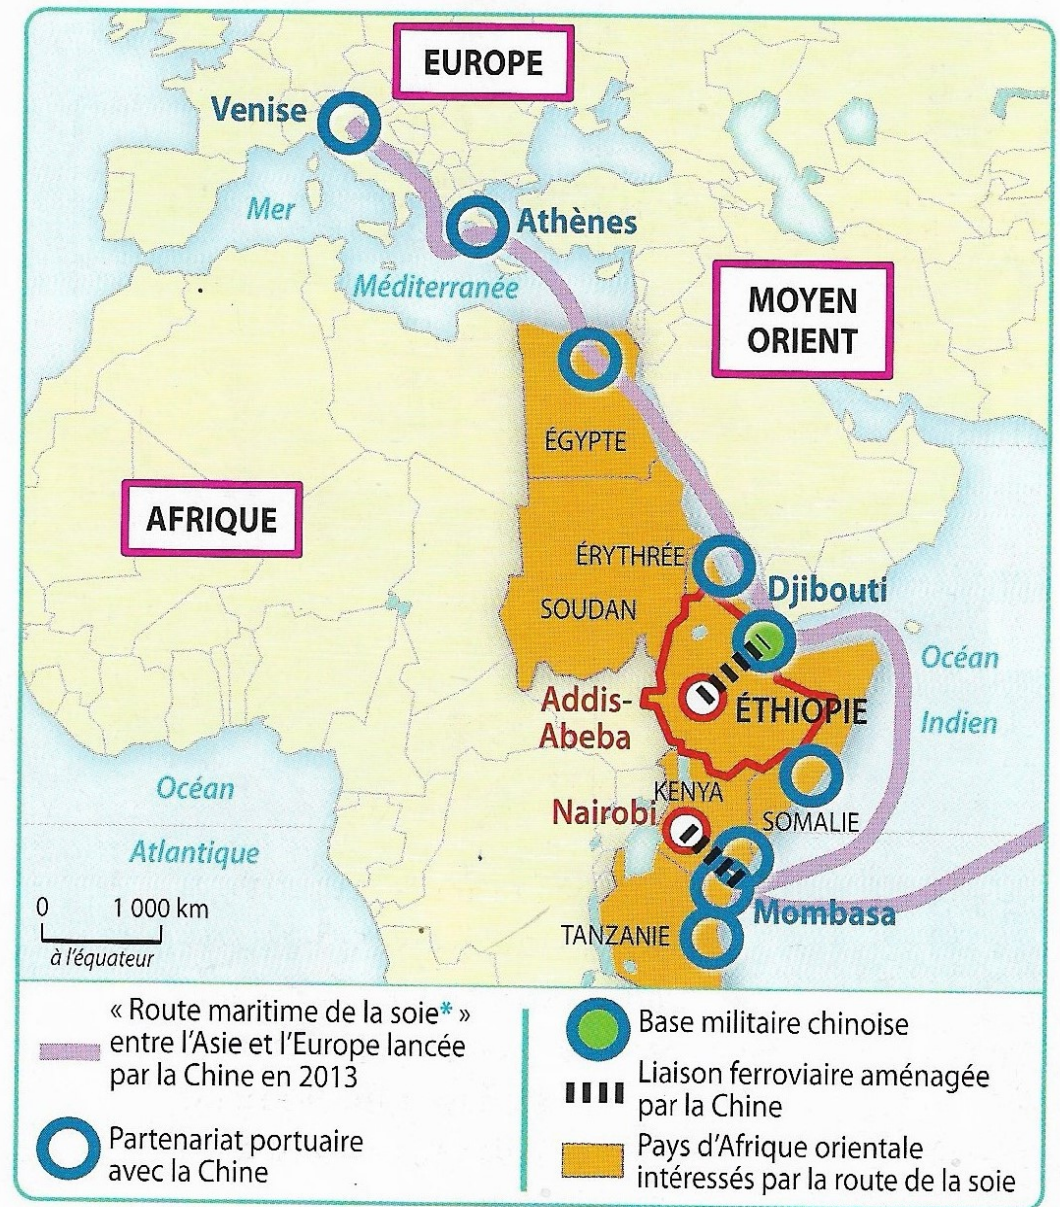 EUROPE
Venise
Mer
Athènes
Méditerranée
MOYEN
ORIENT
ÉGYPTE
AFRIQUE
ÉRYTHRÉE
Djibouti
SOUDAN
Océan
Indien
Addis-
Abeba
ÉTHIOPIE
KENYA
Nairobi
SOMALIE
Océan
Atlantique
0 1 000 km
à l'équateur
Mombasa
TANZANIE
« Route maritime de la soie* »
entre l'Asie et l'Europe lancée
par la Chine en 2013
Partenariat portuaire
avec la Chine
Base militaire chinoise
Liaison ferroviaire aménagée
par la Chine
Pays d'Afrique orientale
intéressés par la route de la soie